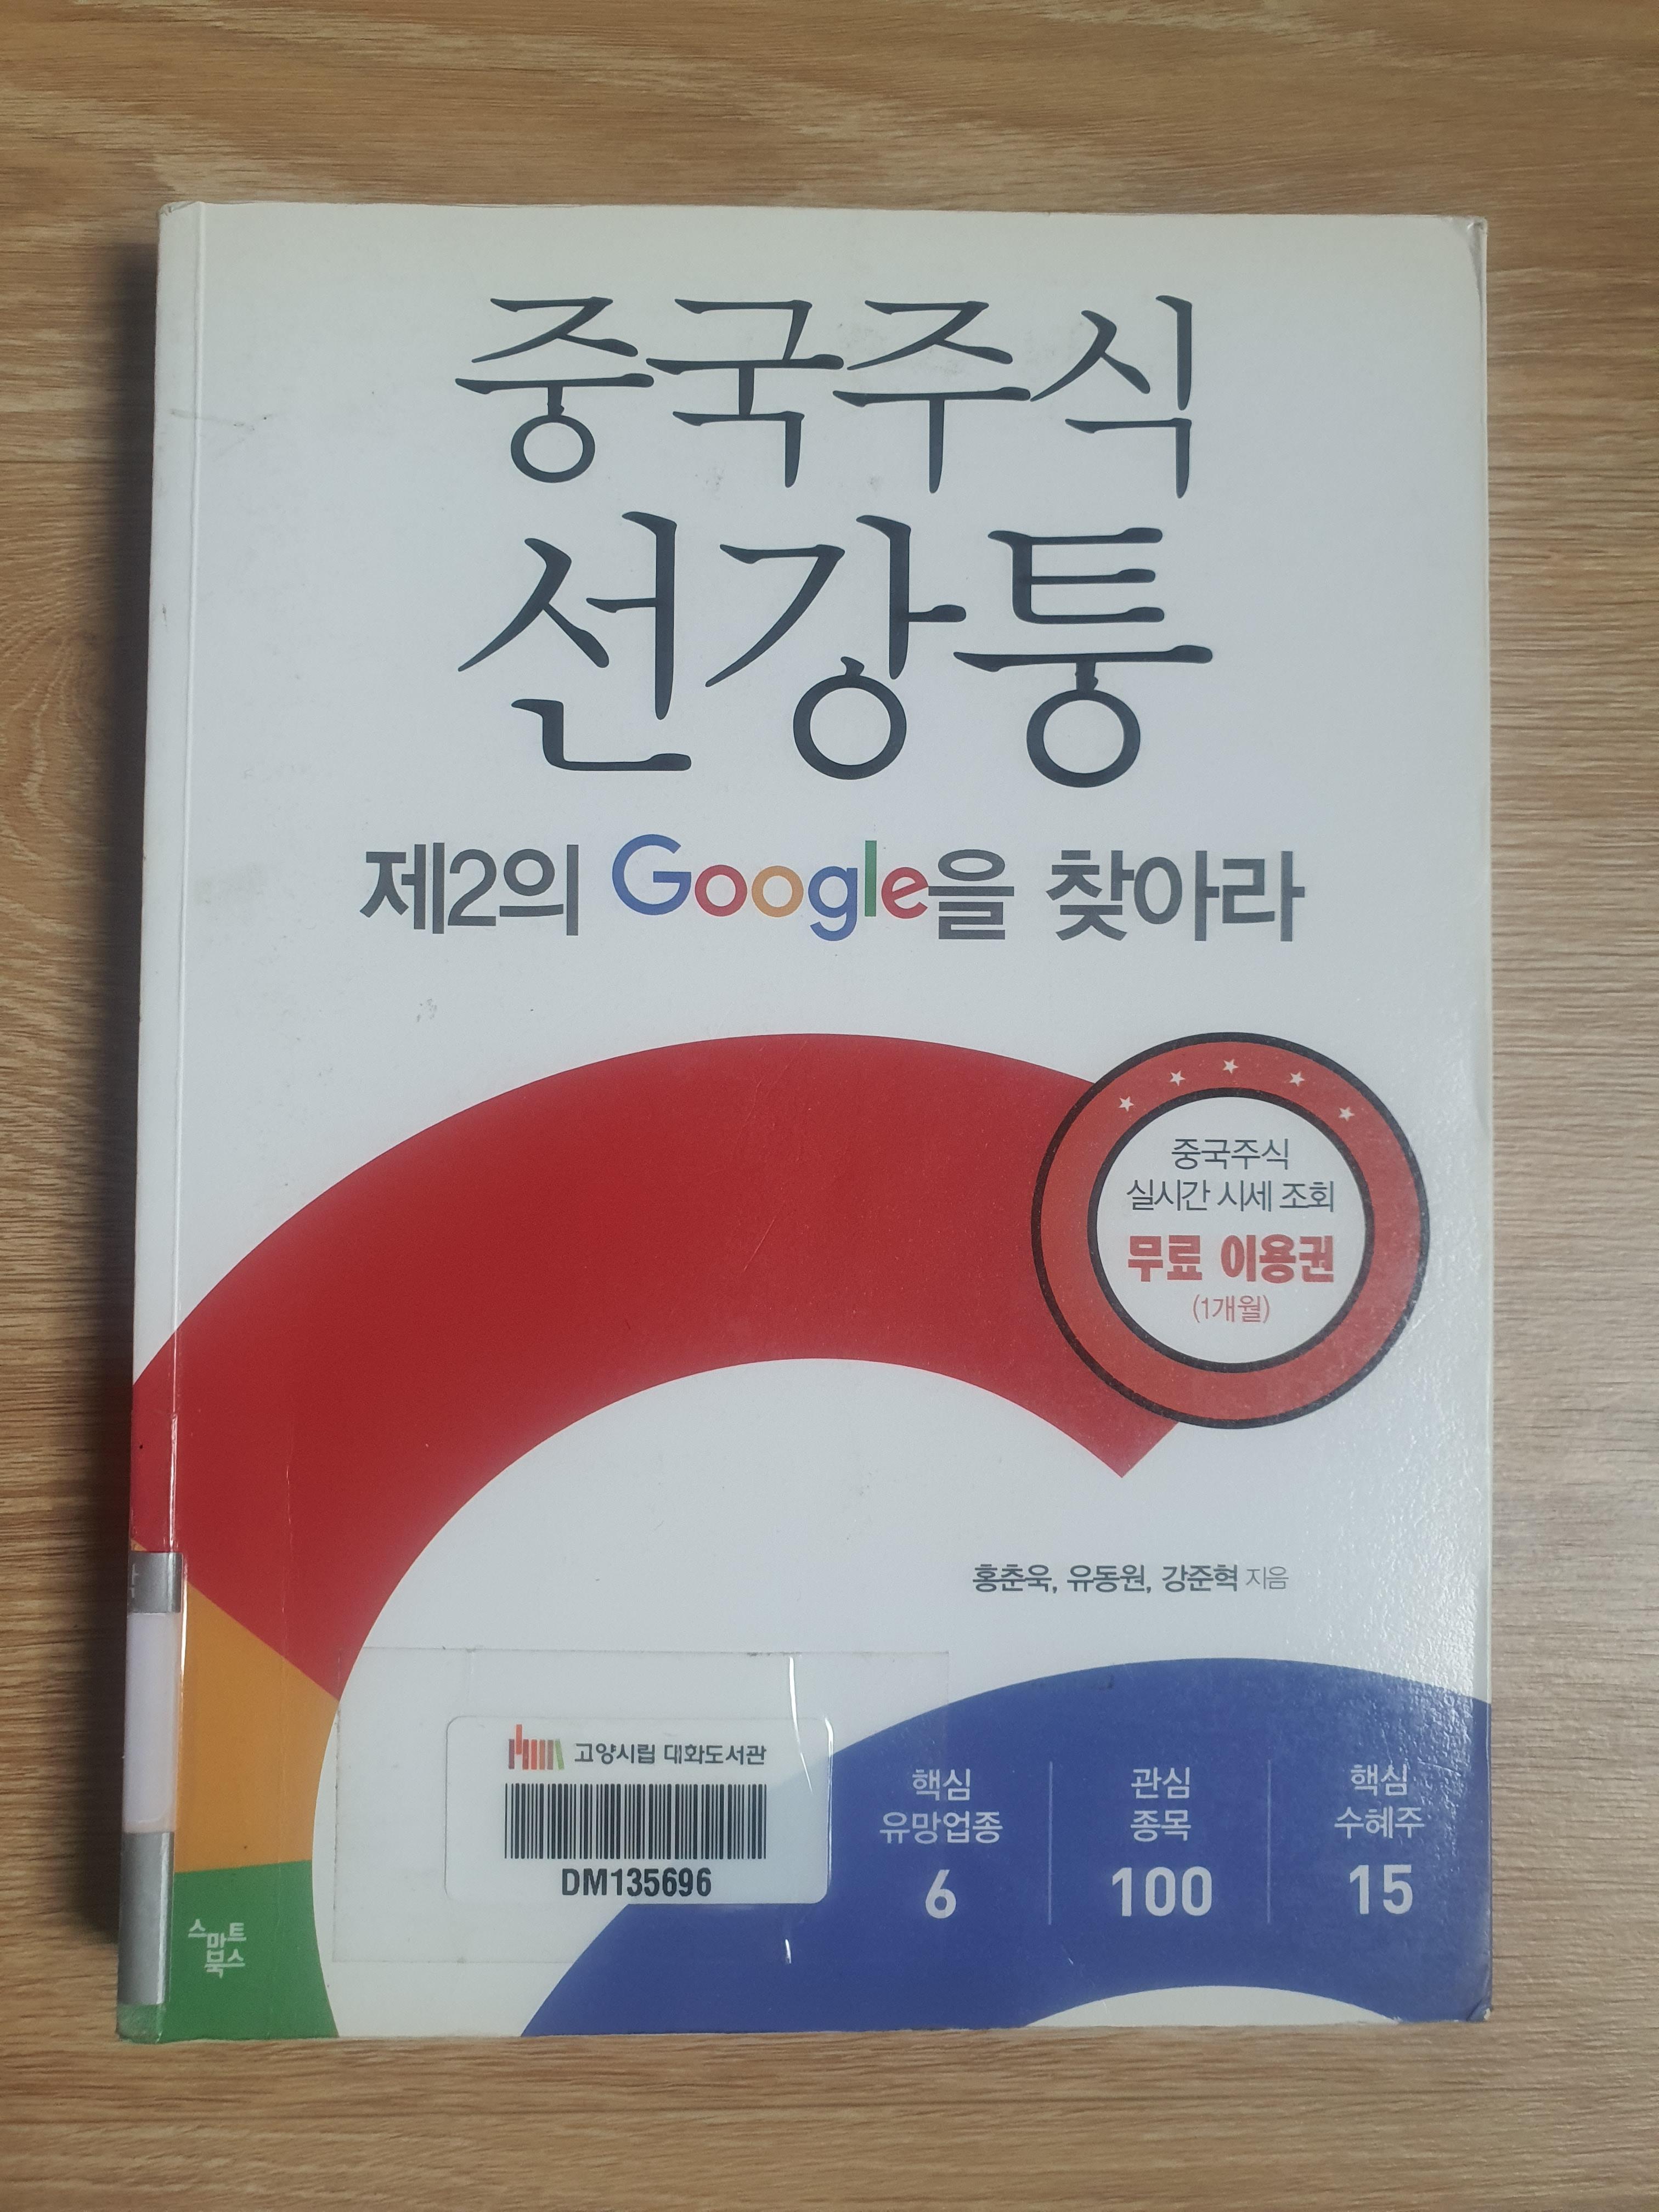 중국주식
선강퉁
제2의 Google을 찾아라
중국주식
실시간 시세 조회
무료 이용권
(1개월)
홍춘욱, 유동원, 강준혁 지음
고양시립 대화도서관
DM135696
핵심
유망업종
6
관심
종목
100
핵심
수혜주
15
스마트
북스